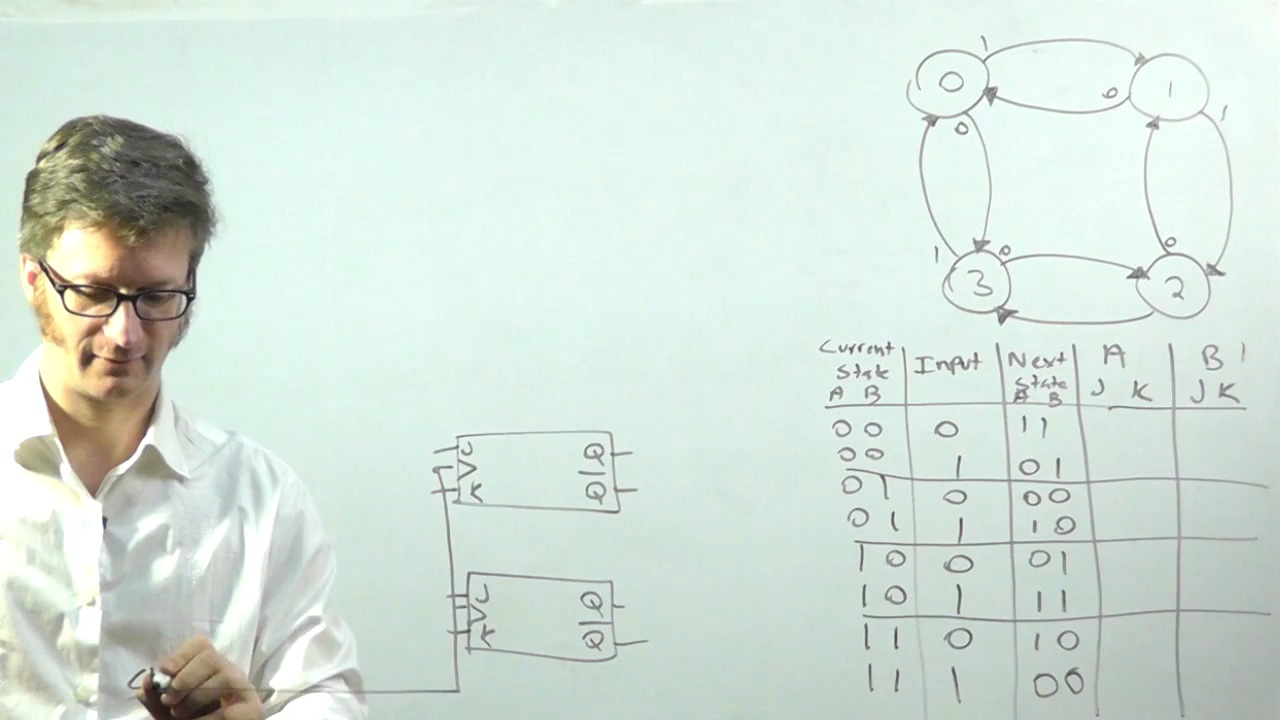 1
0
1
0
1
0
1
0
0
3
2
Current State Input Next State A B
A B A B J K J K
0 0 0 1 1
0 0 1 0 1
0 1 0 0 0
0 1 1 1 0
1 0 0 0 1
1 0 1 1 1
1 1 0 1 0
1 1 1 0 0
J Q
K Q
J Q
K Q